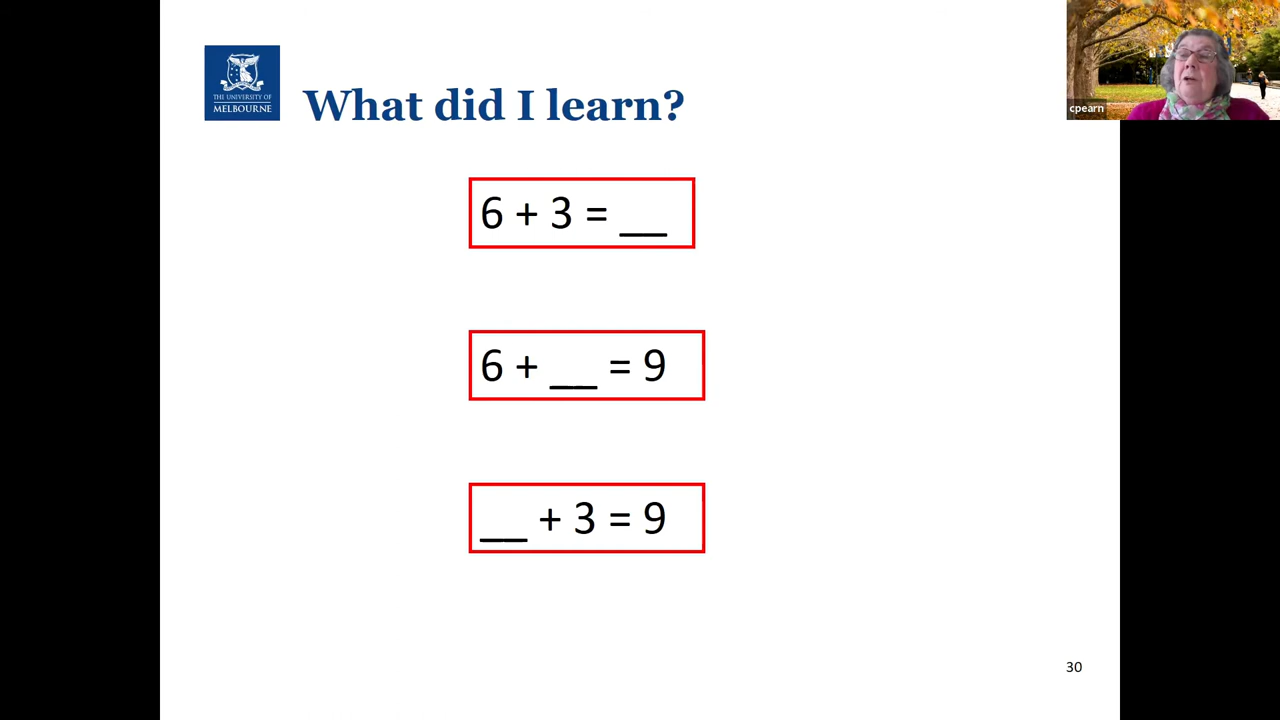 THE UNIVERSITY OF
MELBOURNE
What did I learn?
cpearn
6 + 3 = __
6 + __ = 9
__ + 3 = 9
30